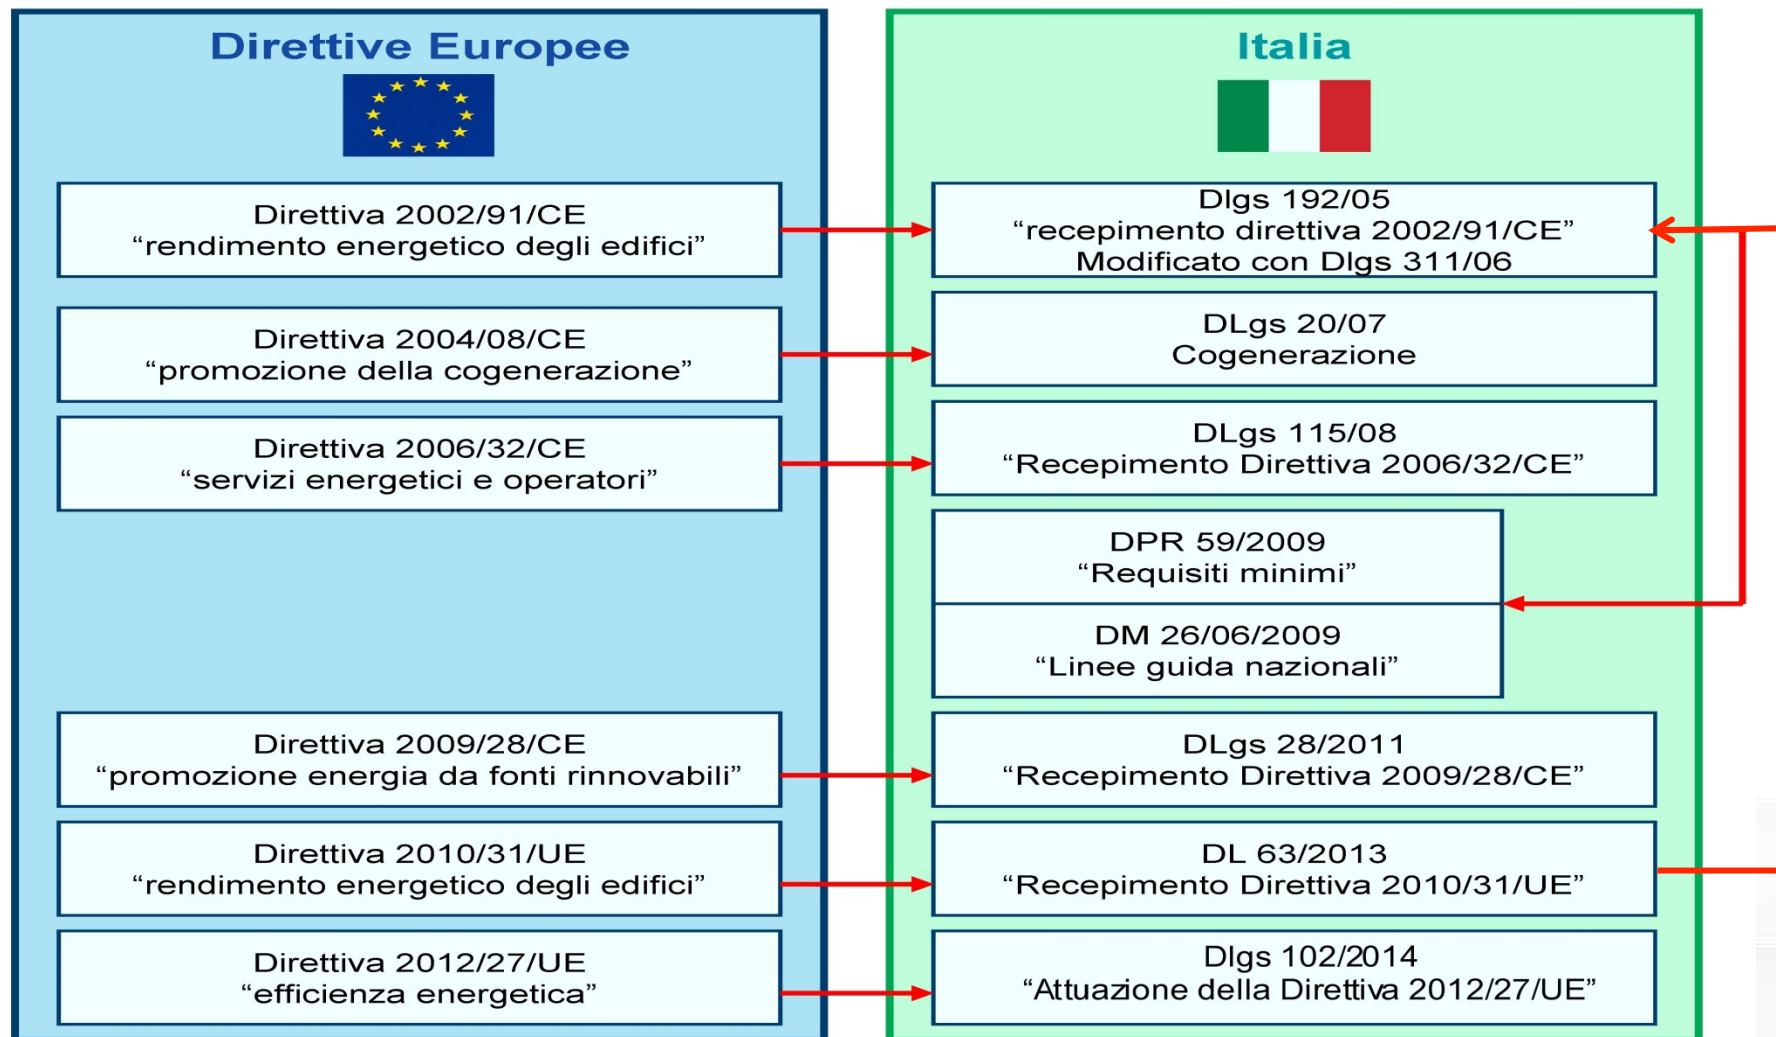 Direttive Europee
Direttiva 2002/91/CE
“rendimento energetico degli edifici”
Direttiva 2004/08/CE
“promozione della cogenerazione”
Direttiva 2006/32/CE
“servizi energetici e operatori”
Direttiva 2009/28/CE
“promozione energia da fonti rinnovabili”
Direttiva 2010/31/UE
“rendimento energetico degli edifici”
Direttiva 2012/27/UE
“efficienza energetica”
Italia
Dlgs 192/05
“recepimento direttiva 2002/91/CE”
Modificato con Dlgs 311/06
DLgs 20/07
Cogenerazione
DLgs 115/08
“Recepimento Direttiva 2006/32/CE”
DPR 59/2009
“Requisiti minimi”
DM 26/06/2009
“Linee guida nazionali”
DLgs 28/2011
“Recepimento Direttiva 2009/28/CE”
DL 63/2013
“Recepimento Direttiva 2010/31/UE”
Dlgs 102/2014
“Attuazione della Direttiva 2012/27/UE”